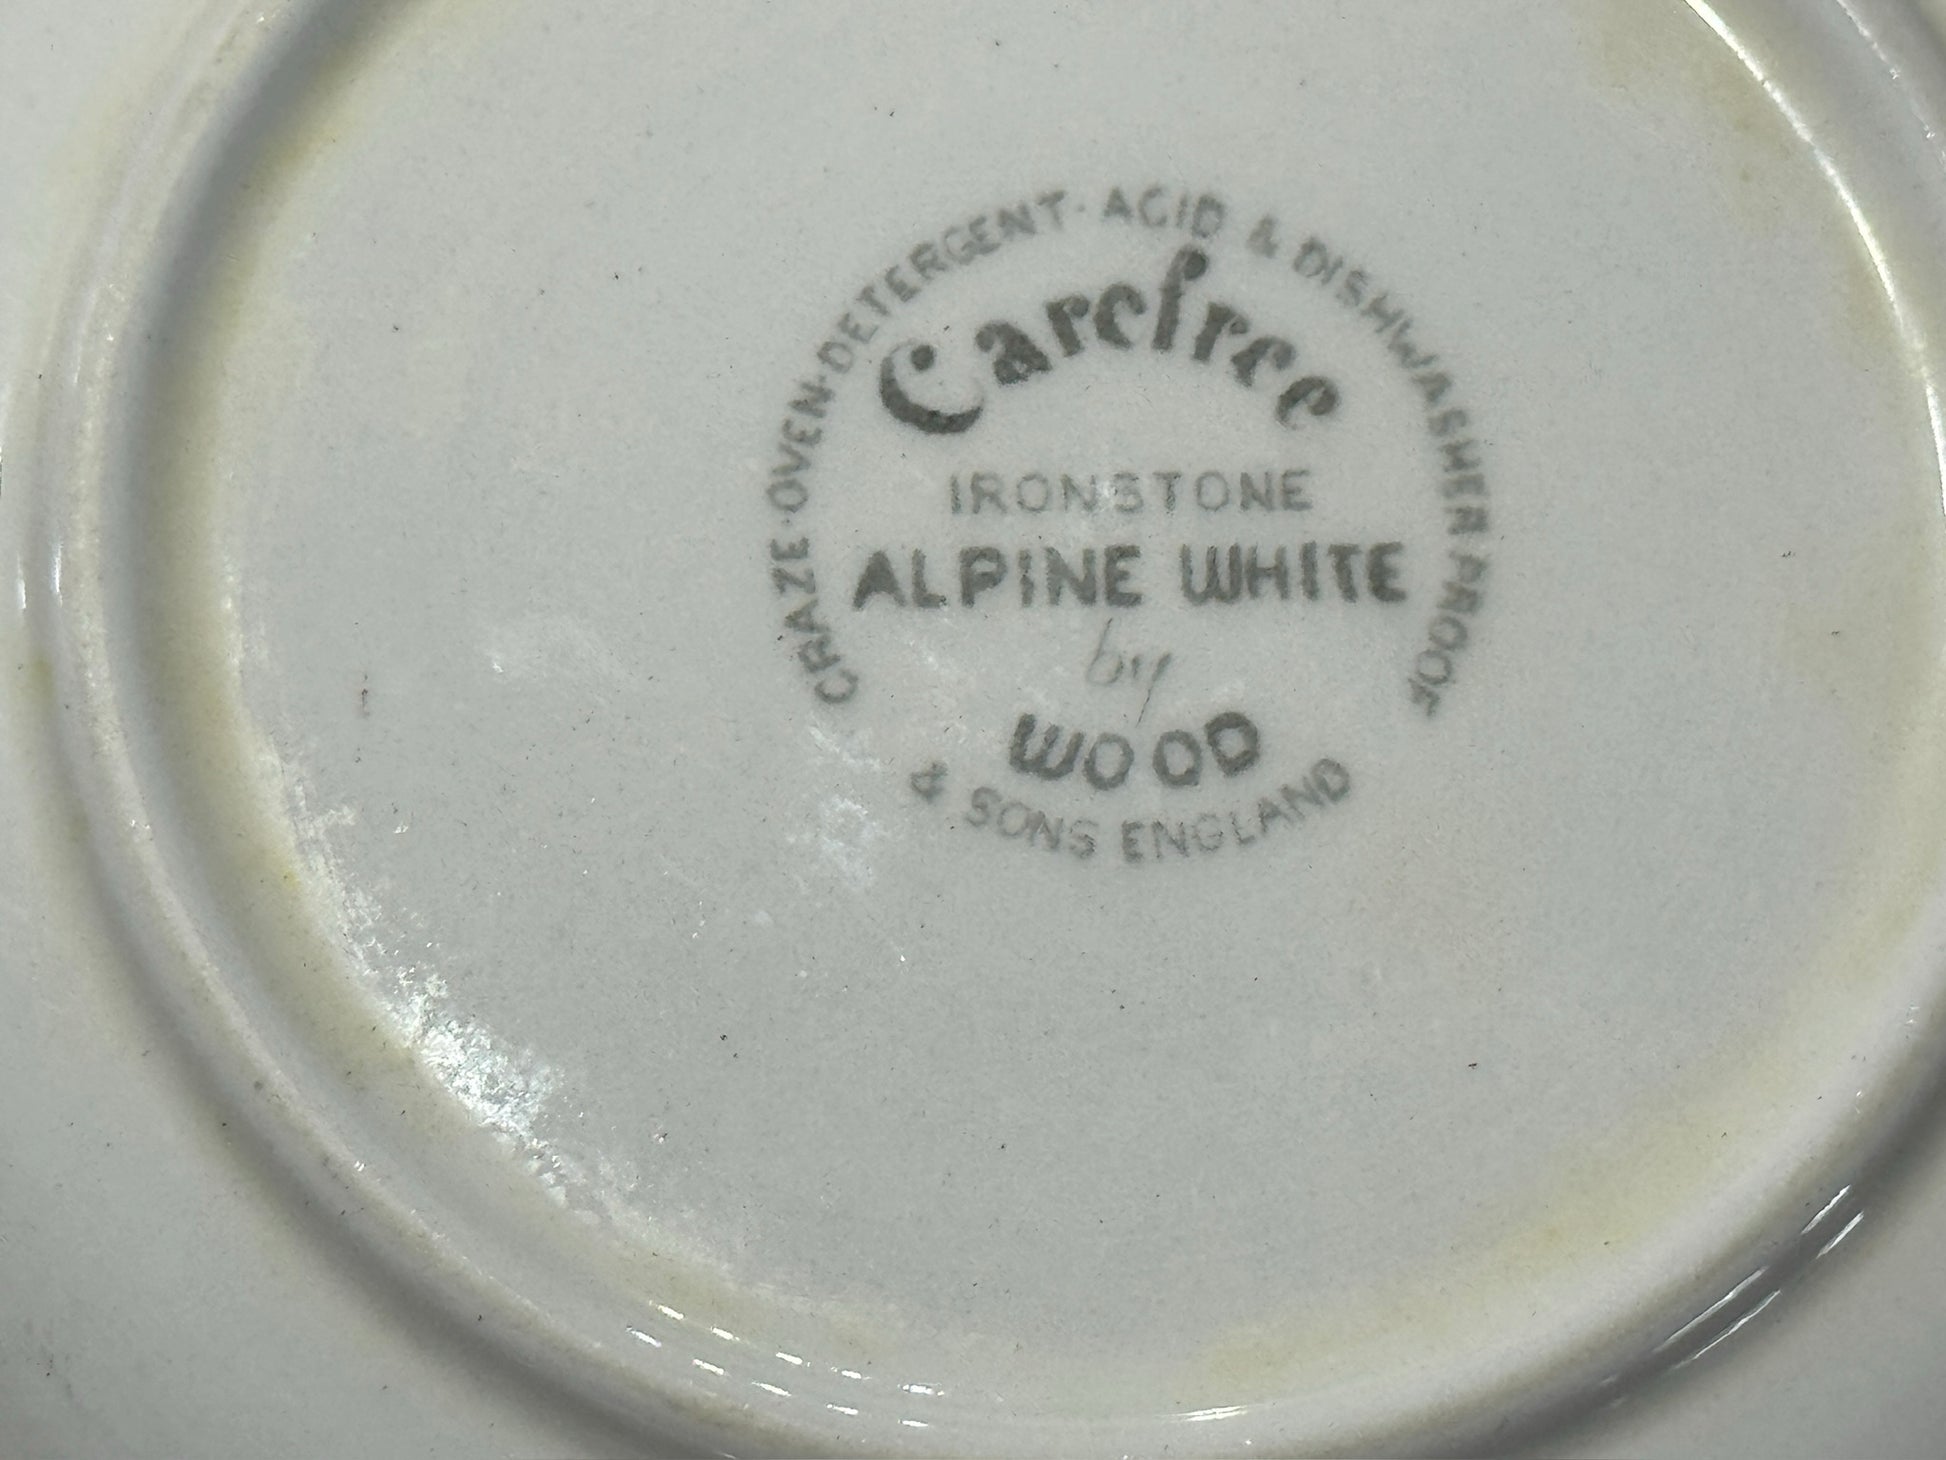 CRAZE·OVEN·DETERGENT·ACID & DISHWASHER PROOF
Carefree
IRONSTONE
ALPINE WHITE
by
WOOD
& SONS ENGLAND